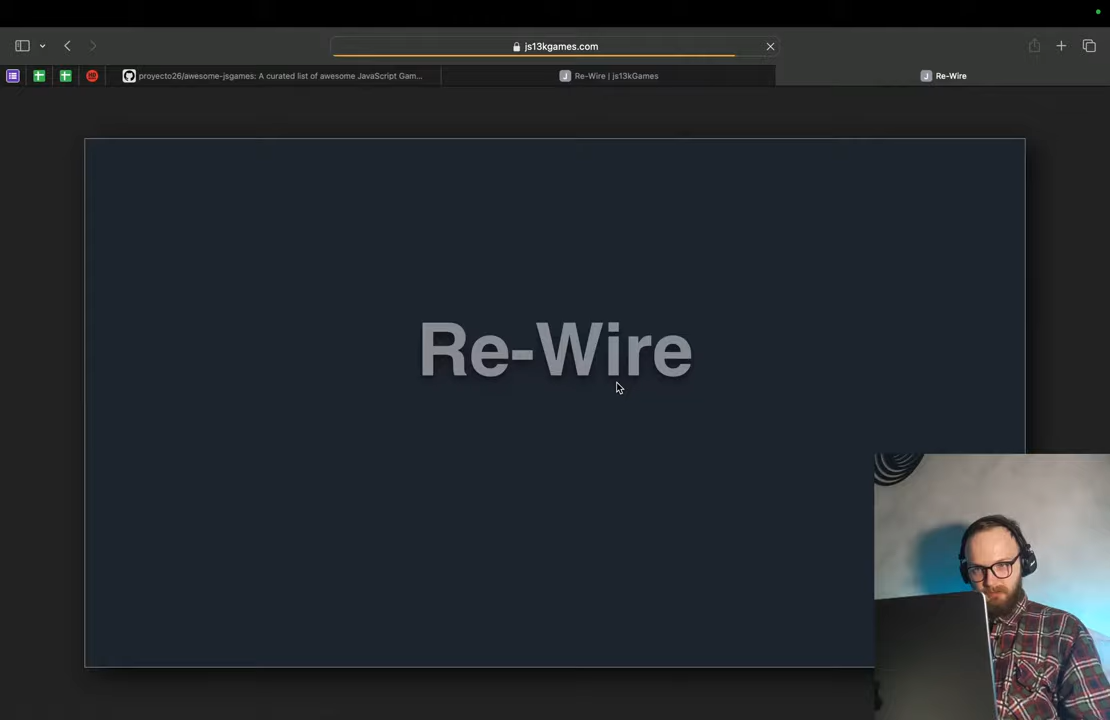 js13kgames.com
proyecto26/awesome-jsgames: A curated list of awesome JavaScript Gam...
J Re-Wire | js13kGames
J Re-Wire
Re-Wire